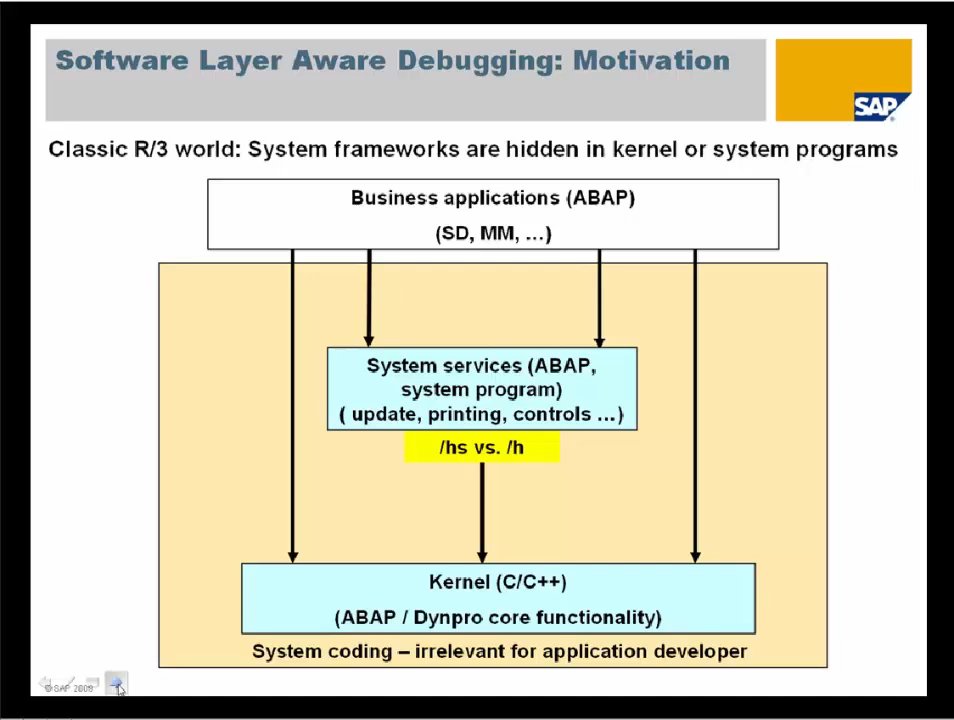 Software Layer Aware Debugging: Motivation
SAP
Classic R/3 world: System frameworks are hidden in kernel or system programs
Business applications (ABAP)
(SD, MM, …)
System services (ABAP,
system program)
( update, printing, controls …)
/hs vs. /h
Kernel (C/C++)
(ABAP / Dynpro core functionality)
System coding – irrelevant for application developer
© SAP 2008